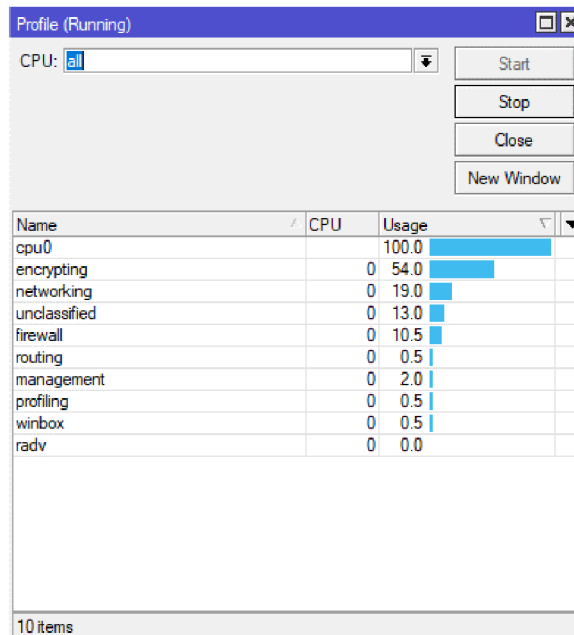 Profile (Running)
CPU: all
Start
Stop
Close
New Window
Name CPU Usage
cpu0 100.0
encrypting 0 54.0
networking 0 19.0
unclassified 0 13.0
firewall 0 10.5
routing 0 0.5
management 0 2.0
profiling 0 0.5
winbox 0 0.5
radv 0 0.0
10 items